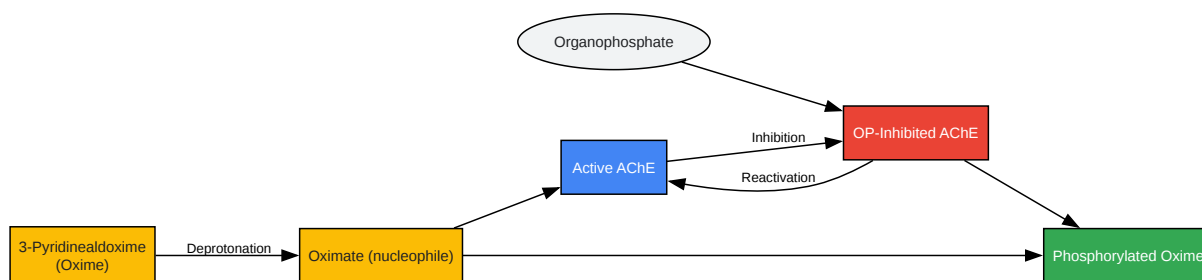 Organophosphate
OP-Inhibited AChE
Inhibition
Active AChE
Reactivation
3-Pyridinealdoxime
(Oxime)
Deprotonation
Oximate (nucleophile)
Phosphorylated Oxime